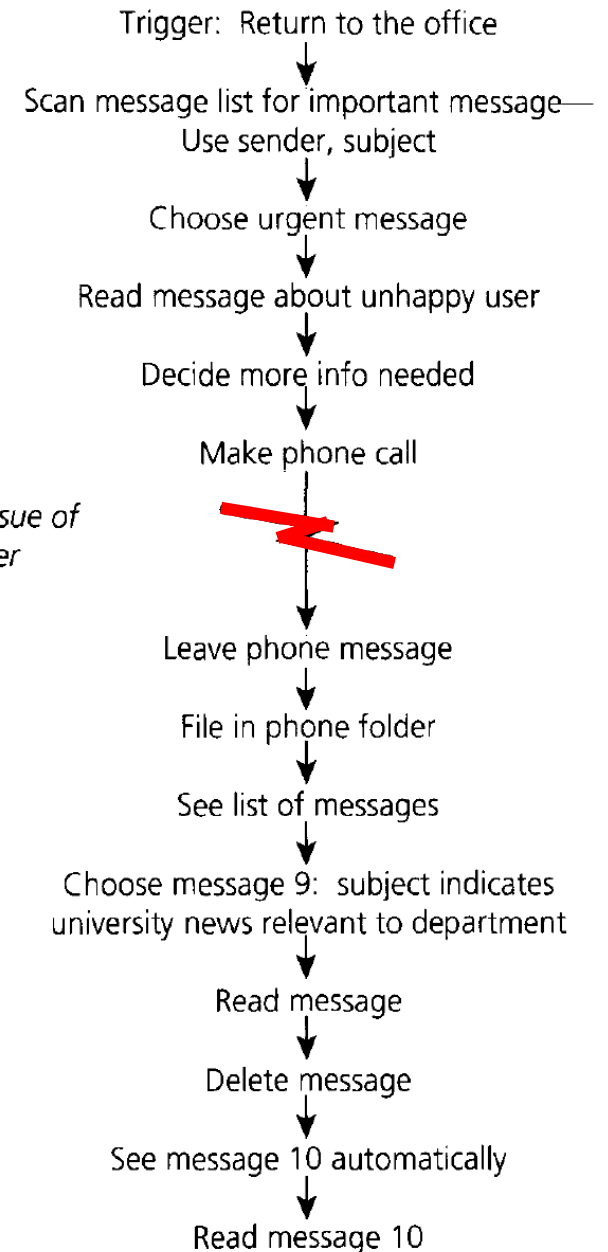 Trigger: Return to the office
Scan message list for important message
Use sender, subject
Choose urgent message
Read message about unhappy user
Decide more info needed
Make phone call
sue of
er
Leave phone message
File in phone folder
See list of messages
Choose message 9: subject indicates
university news relevant to department
Read message
Delete message
See message 10 automatically
Read message 10